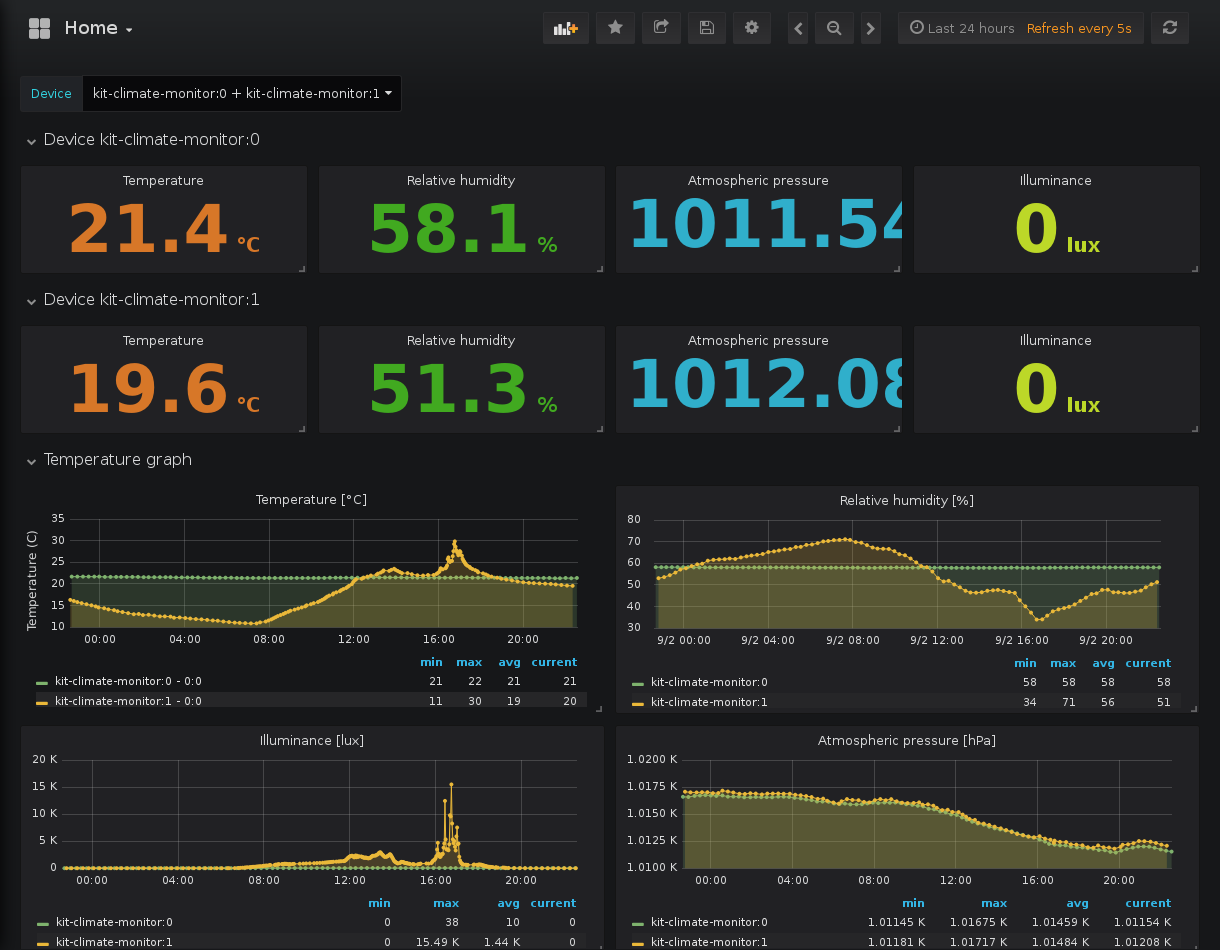 Home
Last 24 hours Refresh every 5s
Device kit-climate-monitor:0 + kit-climate-monitor:1
Device kit-climate-monitor:0
Temperature Relative humidity Atmospheric pressure Illuminance
21.4 °C 58.1 % 1011.54 0 lux
Device kit-climate-monitor:1
Temperature Relative humidity Atmospheric pressure Illuminance
19.6 °C 51.3 % 1012.08 0 lux
Temperature graph
Temperature [°C]
Temperature (C)
35
30
25
20
15
10
00:00 04:00 08:00 12:00 16:00 20:00
min max avg current
kit-climate-monitor:0 - 0:0 21 22 21 21
kit-climate-monitor:1 - 0:0 11 30 19 20
Relative humidity [%]
80
70
60
50
40
30
9/2 00:00 9/2 04:00 9/2 08:00 9/2 12:00 9/2 16:00 9/2 20:00
min max avg current
kit-climate-monitor:0 58 58 58 58
kit-climate-monitor:1 34 71 56 51
Illuminance [lux]
20 K
15 K
10 K
5 K
0
00:00 04:00 08:00 12:00 16:00 20:00
min max avg current
kit-climate-monitor:0 0 38 10 0
kit-climate-monitor:1 0 15.49 K 1.44 K 0
Atmospheric pressure [hPa]
1.0200 K
1.0175 K
1.0150 K
1.0125 K
1.0100 K
00:00 04:00 08:00 12:00 16:00 20:00
min max avg current
kit-climate-monitor:0 1.01145 K 1.01675 K 1.01459 K 1.01154 K
kit-climate-monitor:1 1.01181 K 1.01717 K 1.01484 K 1.01208 K